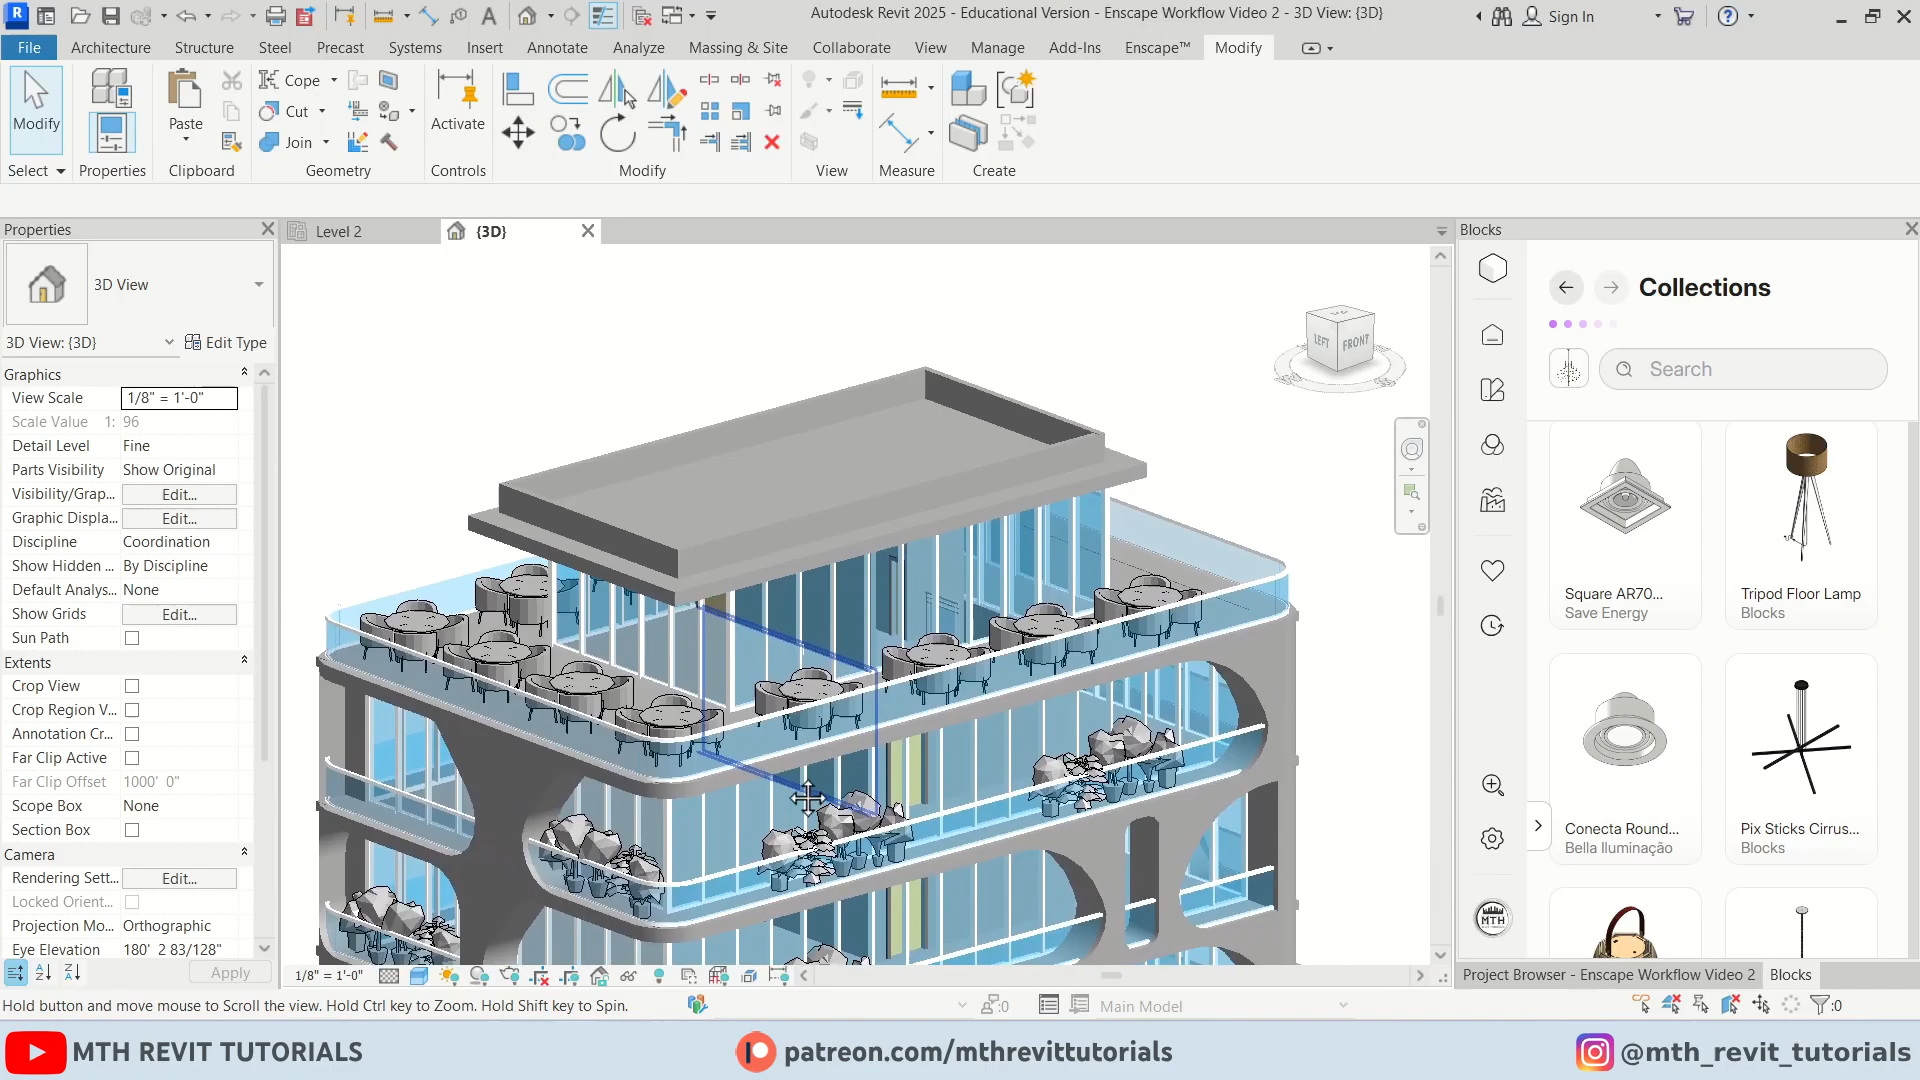 Autodesk Revit 2025 - Educational Version - Enscape Workflow Video 2 - 3D View: {3D}
Sign In
File
Architecture
Structure
Steel
Precast
Systems
Insert
Annotate
Analyze
Massing & Site
Collaborate
View
Manage
Add-Ins
Enscape™
Modify
Modify
Paste
Cope
Cut
Join
Activate
Select
Properties
Clipboard
Geometry
Controls
Modify
View
Measure
Create
Properties
Level 2
{3D}
Blocks
3D View
3D View: {3D}
Edit Type
Graphics
View Scale 1/8" = 1'-0"
Scale Value 1: 96
Detail Level Fine
Parts Visibility Show Original
Visibility/Grap... Edit...
Graphic Displa... Edit...
Discipline Coordination
Show Hidden ... By Discipline
Default Analys... None
Show Grids Edit...
Sun Path
Extents
Crop View
Crop Region V...
Annotation Cr...
Far Clip Active
Far Clip Offset 1000' 0"
Scope Box None
Section Box
Camera
Rendering Sett... Edit...
Locked Orient...
Projection Mo... Orthographic
Eye Elevation 180' 2 83/128"
Apply
LEFT
FRONT
Collections
Search
Square AR70...
Save Energy
Tripod Floor Lamp
Blocks
Conecta Round...
Bella Iluminação
Pix Sticks Cirrus...
Blocks
MTH
1/8" = 1'-0"
Project Browser - Enscape Workflow Video 2
Blocks
Hold button and move mouse to Scroll the view. Hold Ctrl key to Zoom. Hold Shift key to Spin.
:0
Main Model
:0
MTH REVIT TUTORIALS
patreon.com/mthrevittutorials
@mth_revit_tutorials